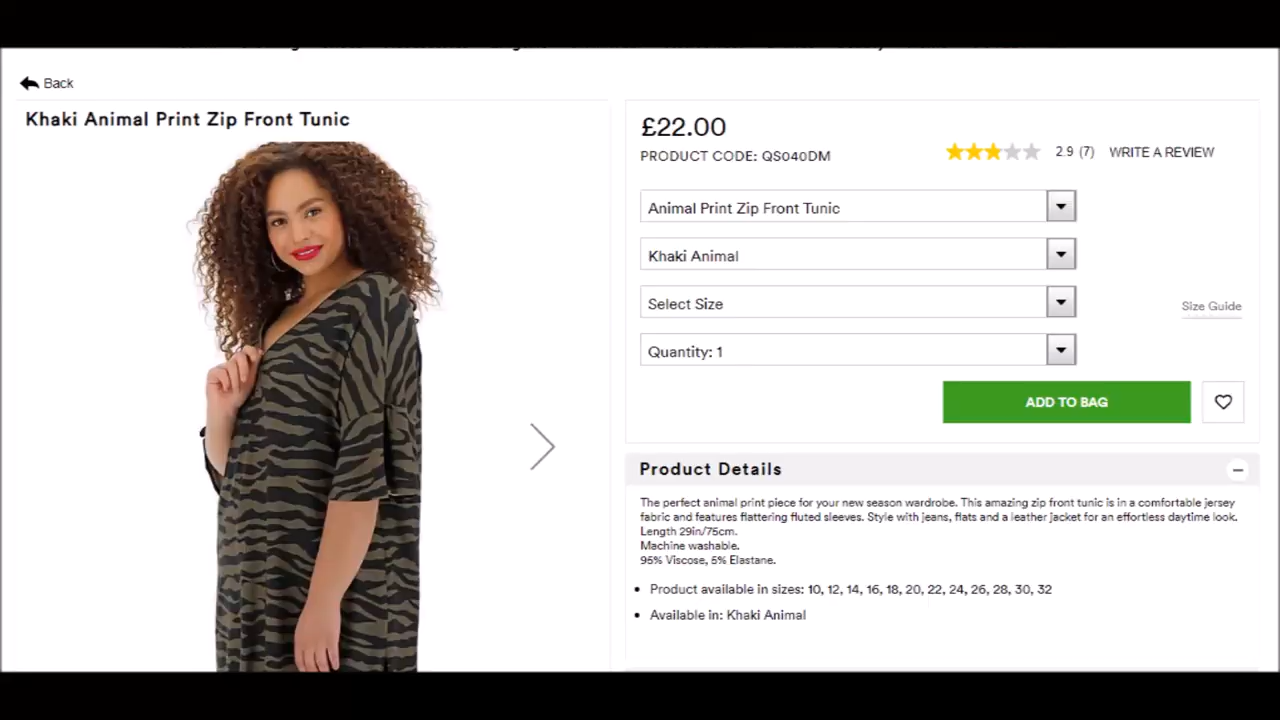 Back
Khaki Animal Print Zip Front Tunic
£22.00
PRODUCT CODE: QS040DM
2.9 (7) WRITE A REVIEW
Animal Print Zip Front Tunic
Khaki Animal
Select Size
Size Guide
Quantity: 1
ADD TO BAG
Product Details
The perfect animal print piece for your new season wardrobe. This amazing zip front tunic is in a comfortable jersey
fabric and features flattering fluted sleeves. Style with jeans, flats and a leather jacket for an effortless daytime look.
Length 29in/75cm.
Machine washable.
95% Viscose, 5% Elastane.
• Product available in sizes: 10, 12, 14, 16, 18, 20, 22, 24, 26, 28, 30, 32
• Available in: Khaki Animal